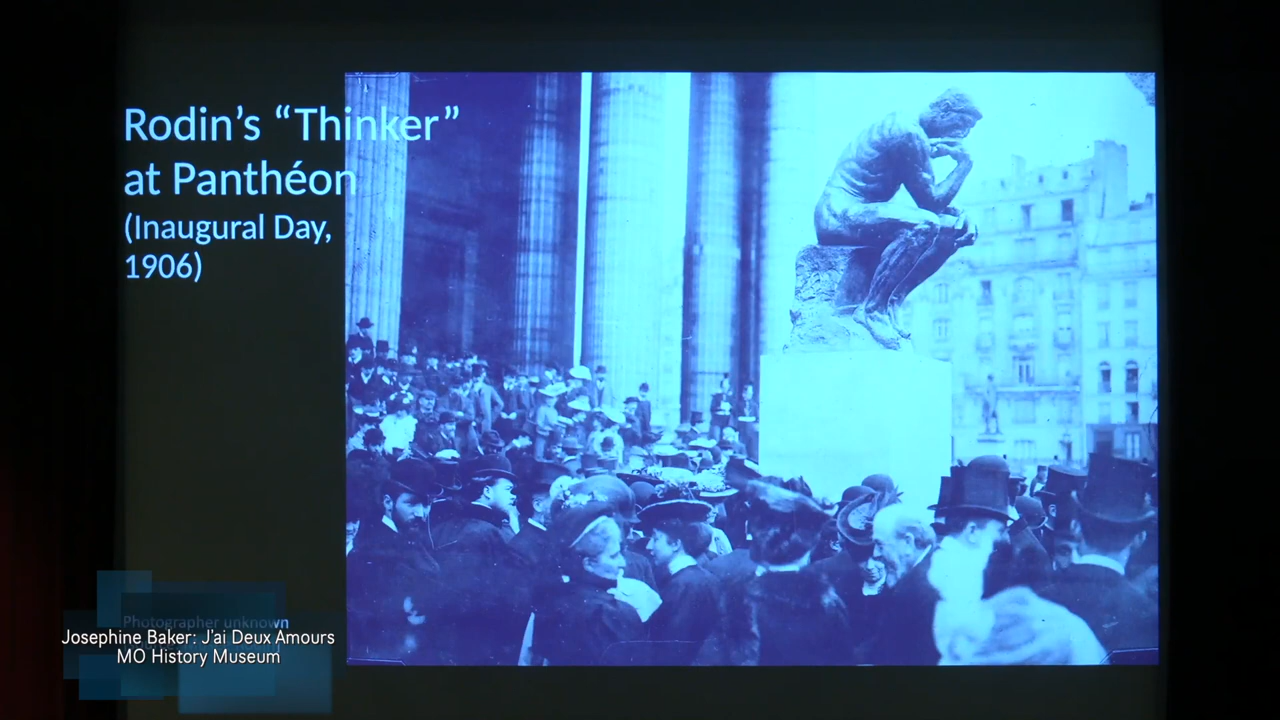 Rodin’s “Thinker”
at Panthéon
(Inaugural Day,
1906)
Photographer unknown
Josephine Baker: J'ai Deux Amours
MO History Museum